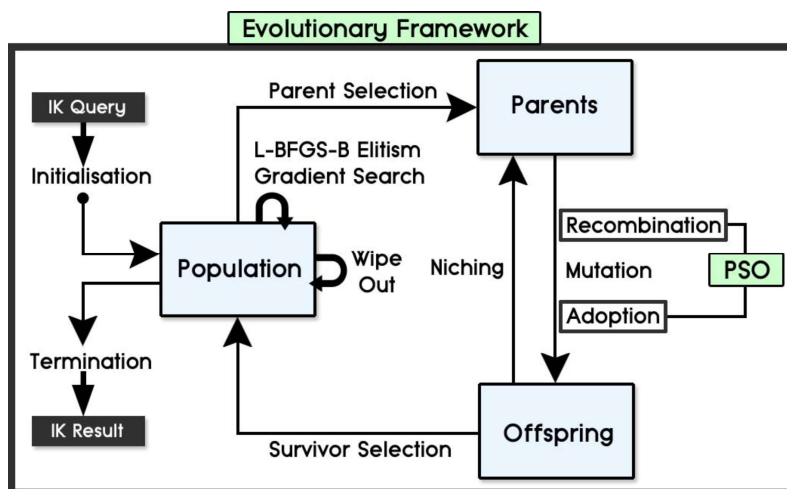 Evolutionary Framework
IK Query
Initialisation
Parent Selection
Parents
L-BFGS-B Elitism
Gradient Search
Population
Wipe
Out
Niching
Recombination
Mutation
PSO
Adoption
Termination
IK Result
Survivor Selection
Offspring